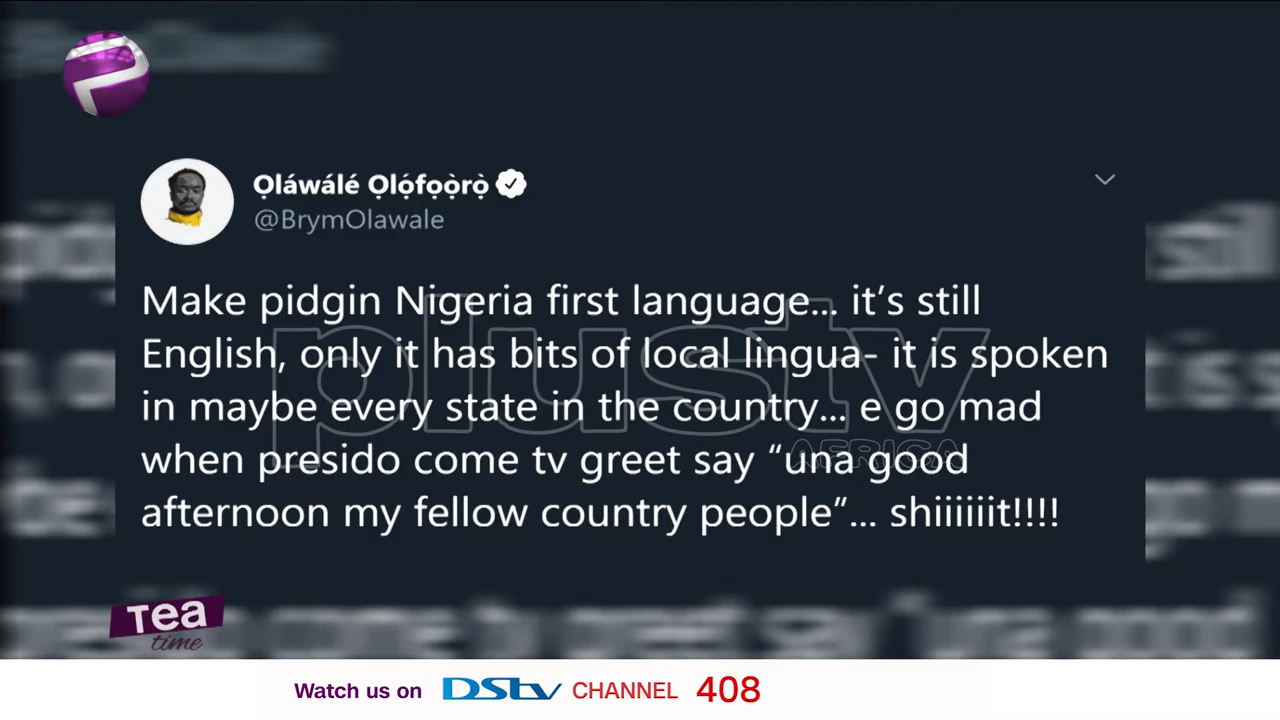 Ọláwálé Ọlọ́fọọ̀rọ̀
@BrymOlawale
Make pidgin Nigeria first language... it’s still
English, only it has bits of local lingua- it is spoken
in maybe every state in the country... e go mad
when presido come tv greet say “una good
afternoon my fellow country people”... shiiiiiit!!!!
plustv
AFRICA
Tea
time
Watch us on DStv CHANNEL 408